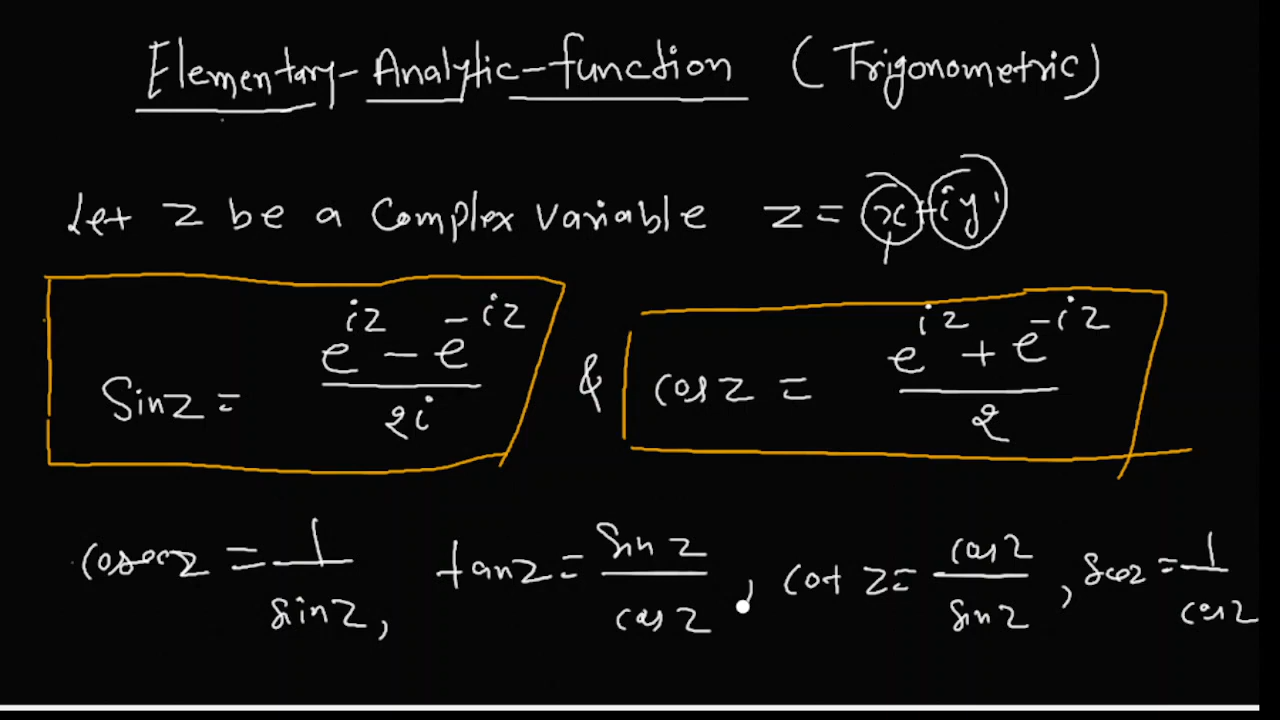 Elementary-Analytic-function (Trigonometric)
Let z be a Complex variable z = x+iy
Sinz = (e^{iz} - e^{-iz})/2i & cosz = (e^{iz} + e^{-iz})/2
cosecz = 1/sinz, tanz = sinz/cosz, cotz = cosz/sinz, secz = 1/cosz